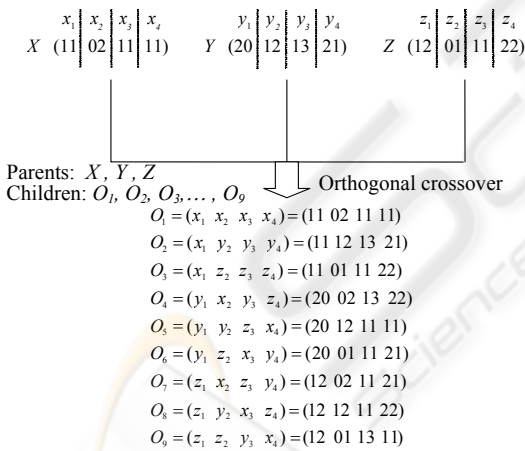 x₁ x₂ x₃ x₄ y₁ y₂ y₃ y₄ z₁ z₂ z₃ z₄
X (11 02 11 11) Y (20 12 13 21) Z (12 01 11 22)
Parents: X , Y , Z
Children: O₁, O₂, O₃,… , O₉
Orthogonal crossover
O₁ = (x₁ x₂ x₃ x₄) = (11 02 11 11)
O₂ = (x₁ y₂ y₃ y₄) = (11 12 13 21)
O₃ = (x₁ z₂ z₃ z₄) = (11 01 11 22)
O₄ = (y₁ x₂ y₃ z₄) = (20 02 13 22)
O₅ = (y₁ y₂ z₃ x₄) = (20 12 11 11)
O₆ = (y₁ z₂ x₃ y₄) = (20 01 11 21)
O₇ = (z₁ x₂ z₃ y₄) = (12 02 11 21)
O₈ = (z₁ y₂ x₃ z₄) = (12 12 11 22)
O₉ = (z₁ z₂ y₃ x₄) = (12 01 13 11)